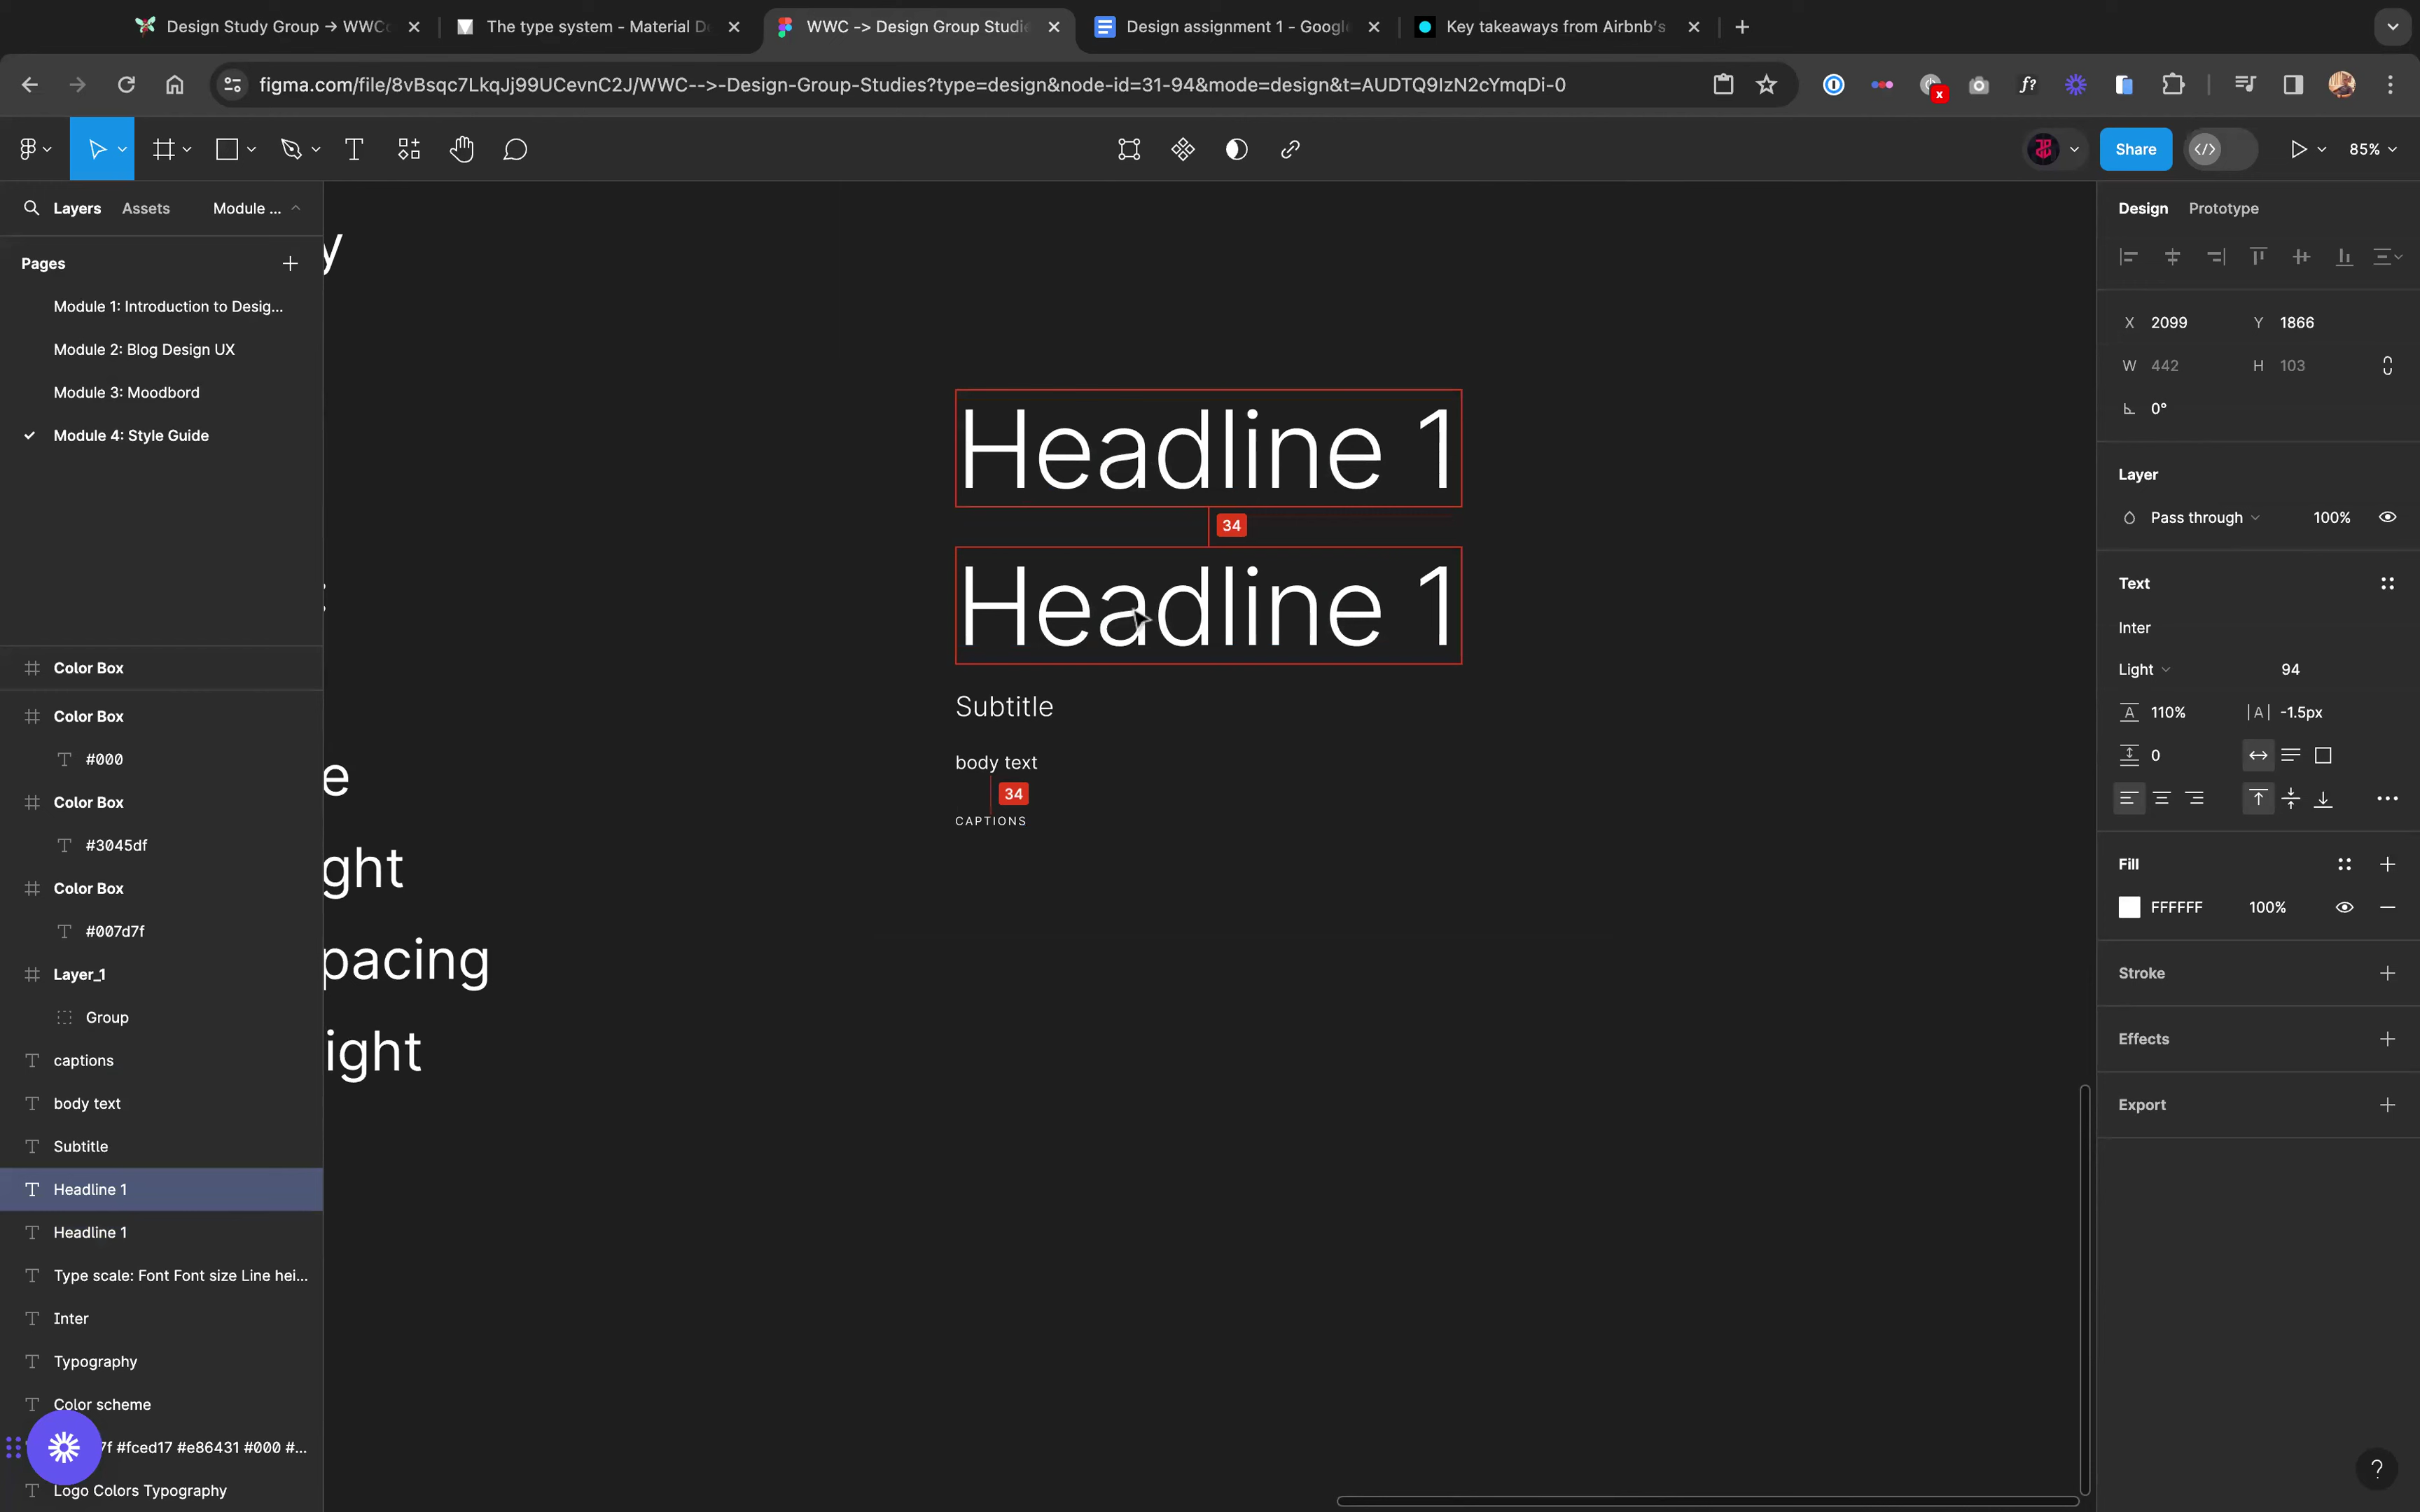 Design Study Group → WWC
The type system - Material D
WWC -> Design Group Studie
Design assignment 1 - Googl
Key takeaways from Airbnb's
figma.com/file/8vBsqc7LkqJj99UCevnC2J/WWC-->-Design-Group-Studies?type=design&node-id=31-94&mode=design&t=AUDTQ9IzN2cYmqDi-0
Share
85%
Layers
Assets
Module ...
Pages
Module 1: Introduction to Desig...
Module 2: Blog Design UX
Module 3: Moodbord
Module 4: Style Guide
Color Box
Color Box
#000
Color Box
#3045df
Color Box
#007d7f
Layer_1
Group
captions
body text
Subtitle
Headline 1
Headline 1
Type scale: Font Font size Line hei...
Inter
Typography
Color scheme
7f #fced17 #e86431 #000 #...
Logo Colors Typography
y
e
ght
pacing
ight
Headline 1
34
Headline 1
Subtitle
body text
34
CAPTIONS
Design
Prototype
X 2099
Y 1866
W 442
H 103
0°
Layer
Pass through
100%
Text
Inter
Light
94
110%
-1.5px
0
Fill
FFFFFF
100%
Stroke
Effects
Export
?